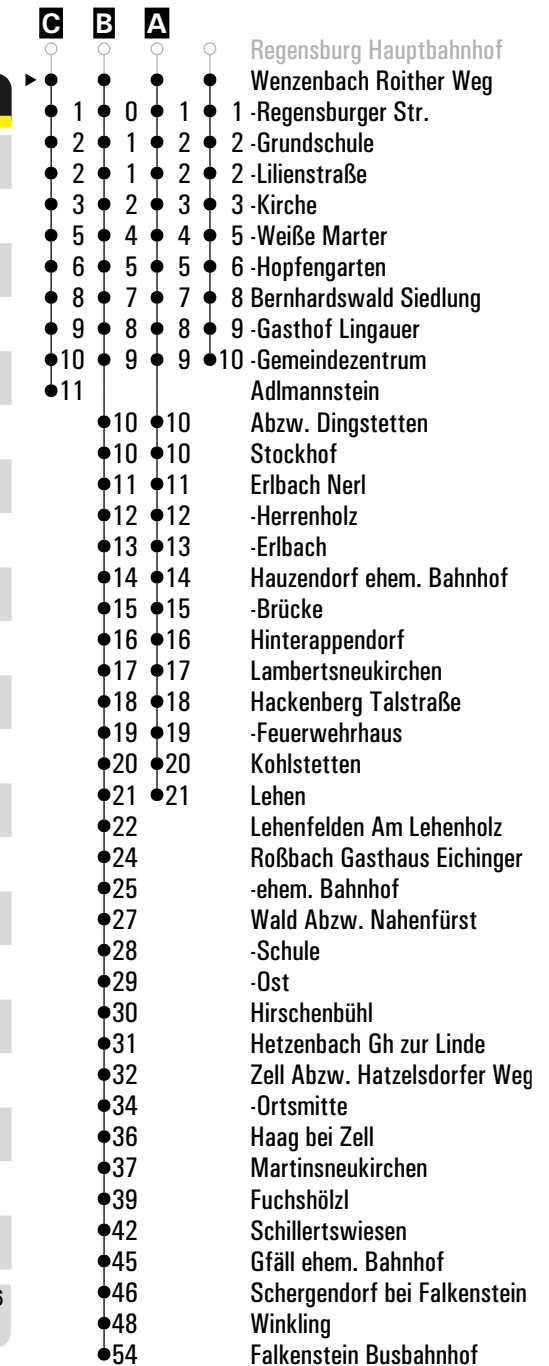 C B A
Regensburg Hauptbahnhof
Wenzenbach Roither Weg
1 0 1 1 -Regensburger Str.
2 1 2 2 -Grundschule
2 1 2 2 -Lilienstraße
3 2 3 3 -Kirche
5 4 4 5 -Weiße Marter
6 5 5 6 -Hopfengarten
8 7 7 8 Bernhardswald Siedlung
9 8 8 9 -Gasthof Lingauer
10 9 9 10 -Gemeindezentrum
11 Adlmannstein
10 10 Abzw. Dingstetten
10 10 Stockhof
11 11 Erlbach Nerl
12 12 -Herrenholz
13 13 -Erlbach
14 14 Hauzendorf ehem. Bahnhof
15 15 -Brücke
16 16 Hinterappendorf
17 17 Lambertsneukirchen
18 18 Hackenberg Talstraße
19 19 -Feuerwehrhaus
20 20 Kohlstetten
21 21 Lehen
22 Lehenfelden Am Lehenholz
24 Roßbach Gasthaus Eichinger
25 -ehem. Bahnhof
27 Wald Abzw. Nahenfürst
28 -Schule
29 -Ost
30 Hirschenbühl
31 Hetzenbach Gh zur Linde
32 Zell Abzw. Hatzelsdorfer Weg
34 -Ortsmitte
36 Haag bei Zell
37 Martinsneukirchen
39 Fuchshölzl
42 Schillertswiesen
45 Gfäll ehem. Bahnhof
46 Schergendorf bei Falkenstein
48 Winkling
54 Falkenstein Busbahnhof